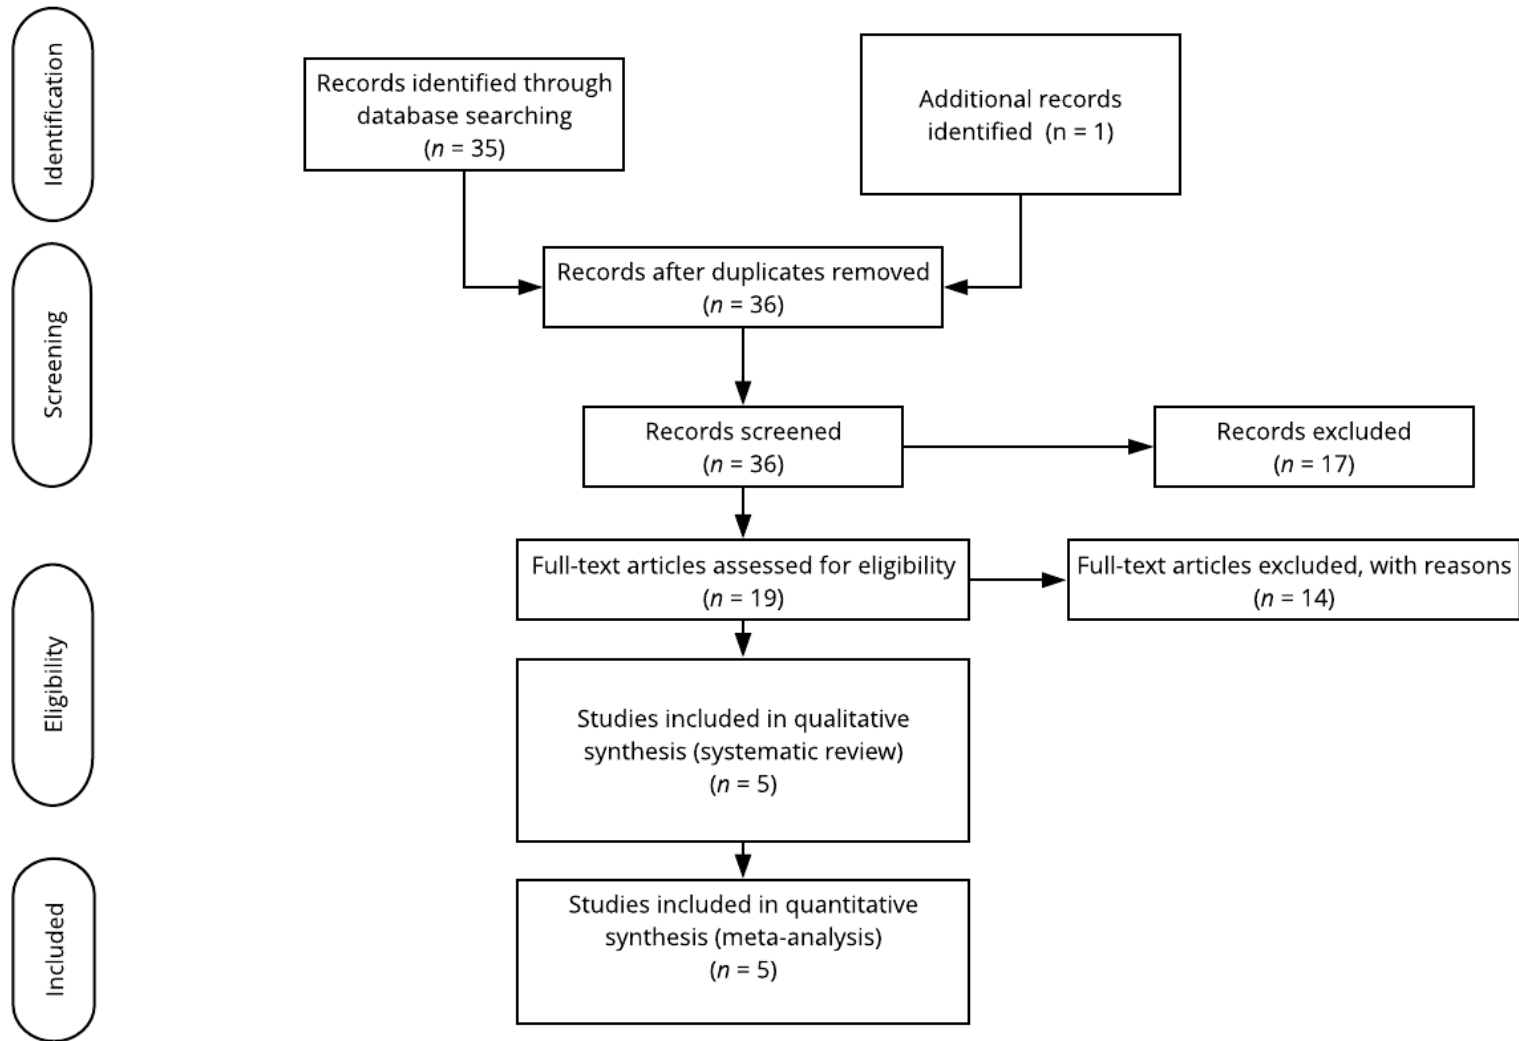 Identification
Records identified through
database searching
(n = 35)
Additional records
identified (n = 1)
Screening
Records after duplicates removed
(n = 36)
Records screened
(n = 36)
Records excluded
(n = 17)
Eligibility
Full-text articles assessed for eligibility
(n = 19)
Full-text articles excluded, with reasons
(n = 14)
Studies included in qualitative
synthesis (systematic review)
(n = 5)
Included
Studies included in quantitative
synthesis (meta-analysis)
(n = 5)